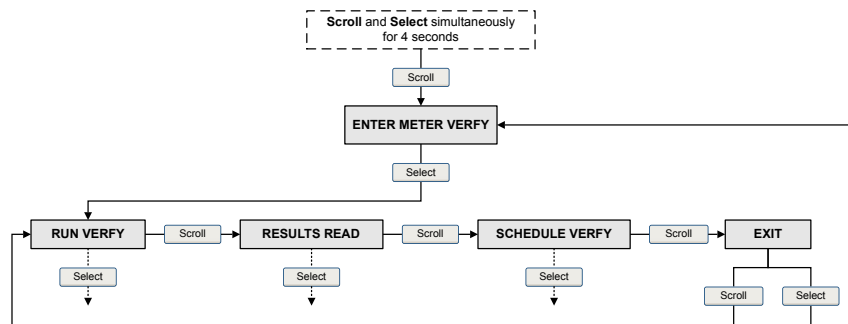 Scroll and Select simultaneously
for 4 seconds
Scroll
ENTER METER VERFY
Select
RUN VERFY
Scroll
RESULTS READ
Scroll
SCHEDULE VERFY
Scroll
EXIT
Select
Select
Select
Scroll
Select